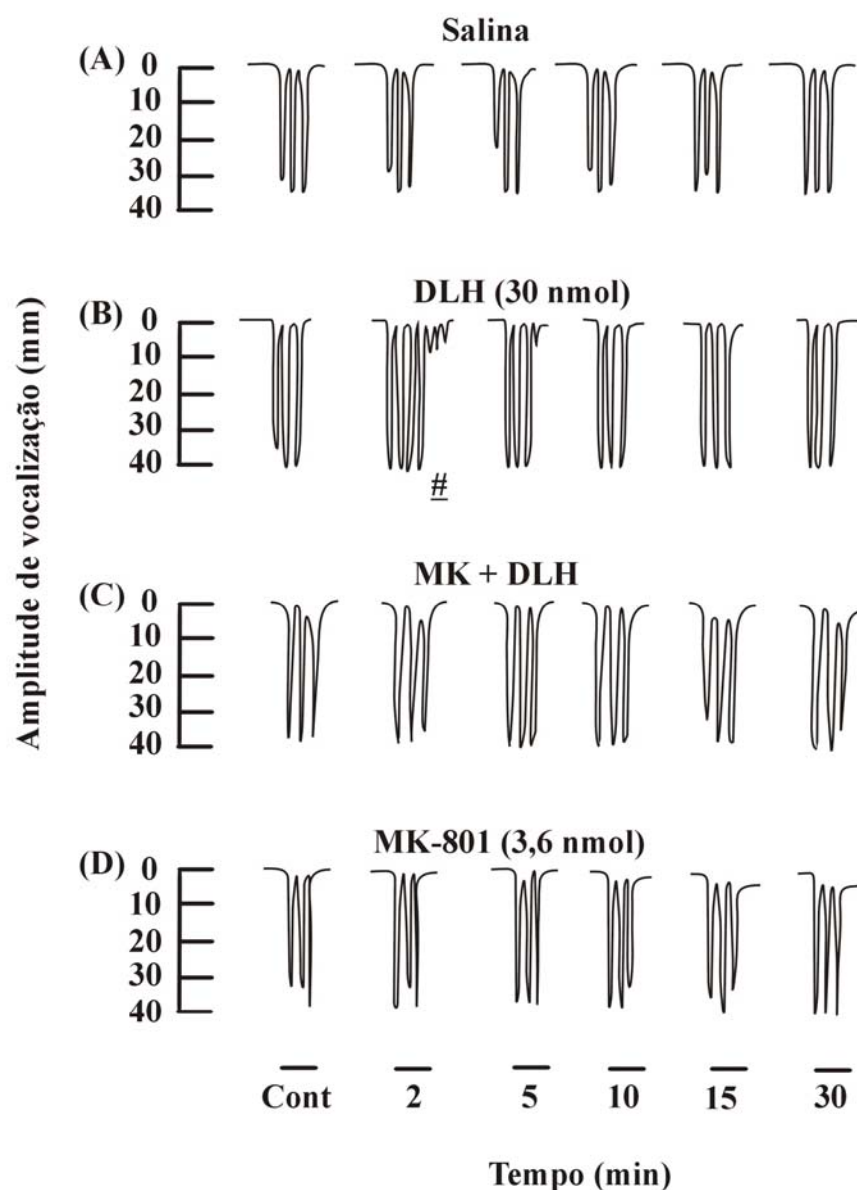 Salina
(A) 0
10
20
30
40
DLH (30 nmol)
(B) 0
10
20
30
40
#
MK + DLH
(C) 0
10
20
30
40
MK-801 (3,6 nmol)
(D) 0
10
20
30
40
Amplitude de vocalização (mm)
Cont 2 5 10 15 30
Tempo (min)